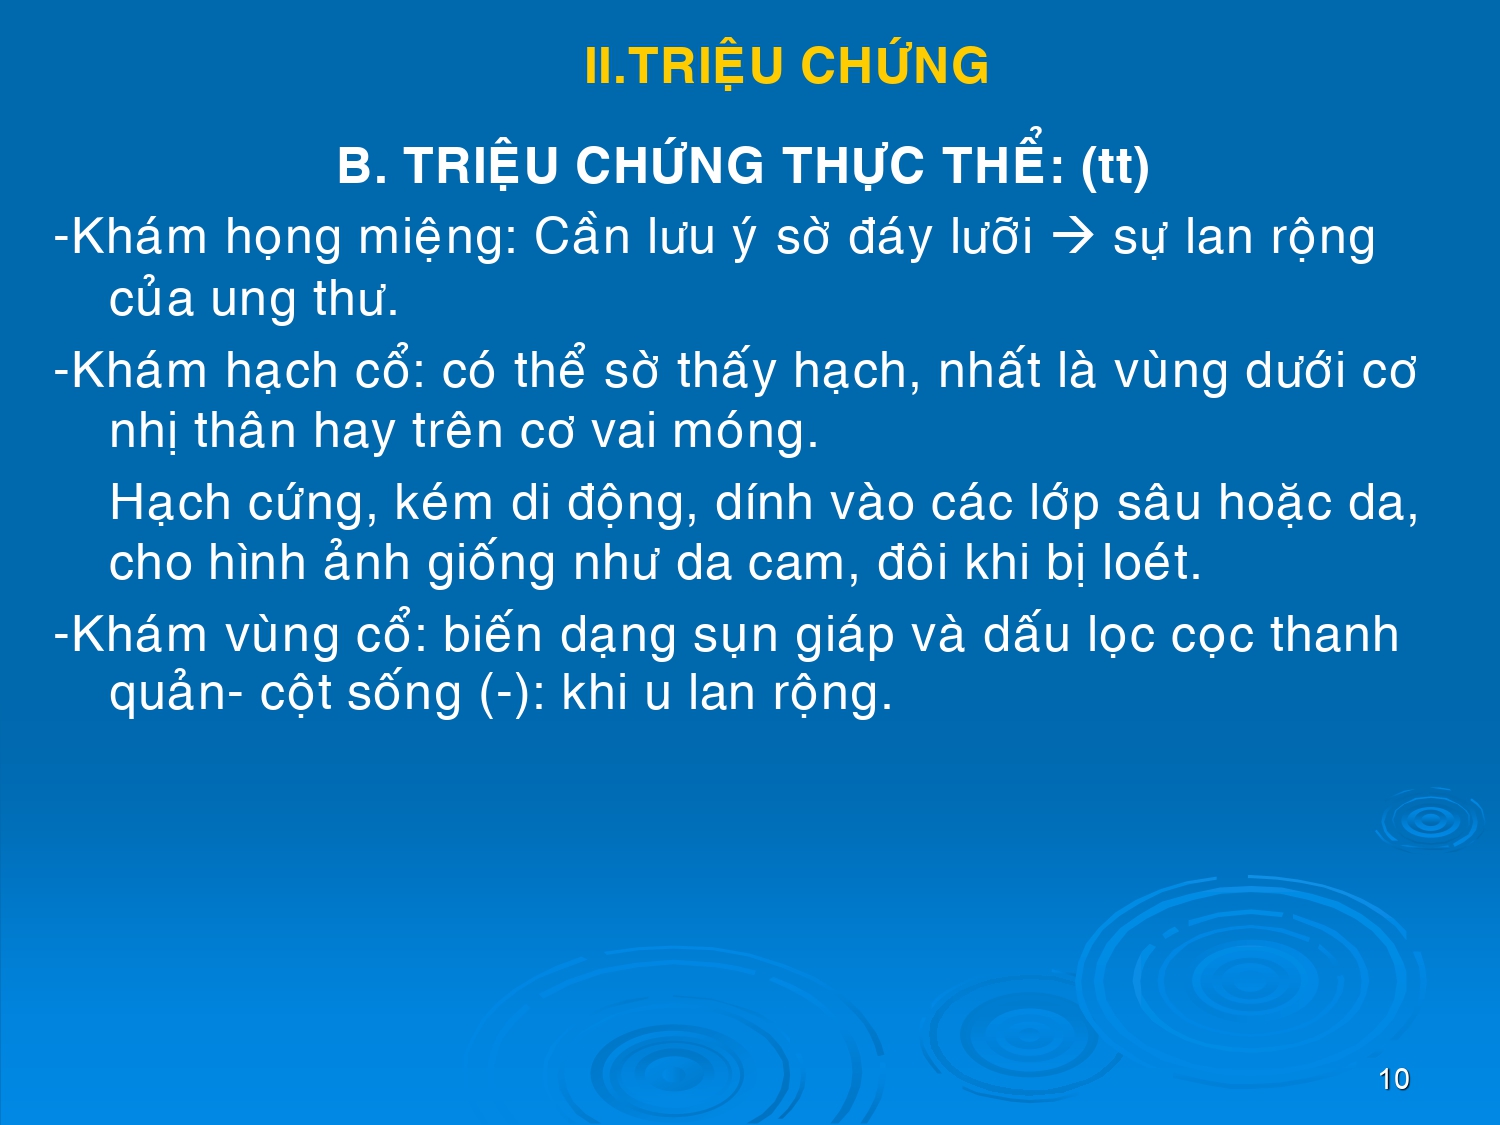 II.TRIỆU CHỨNG
B. TRIỆU CHỨNG THỰC THỂ: (tt)
-Khám họng miệng: Cần lưu ý sờ đáy lưỡi → sự lan rộng
của ung thư.
-Khám hạch cổ: có thể sờ thấy hạch, nhất là vùng dưới cơ
nhị thân hay trên cơ vai móng.
Hạch cứng, kém di động, dính vào các lớp sâu hoặc da,
cho hình ảnh giống như da cam, đôi khi bị loét.
-Khám vùng cổ: biến dạng sụn giáp và dấu lọc cọc thanh
quản- cột sống (-): khi u lan rộng.
10